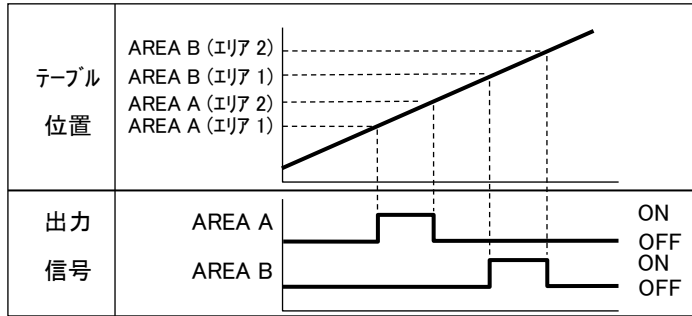 テーブル
位置
AREA B (エリア 2)
AREA B (エリア 1)
AREA A (エリア 2)
AREA A (エリア 1)
出力
信号
AREA A
ON
OFF
AREA B
ON
OFF